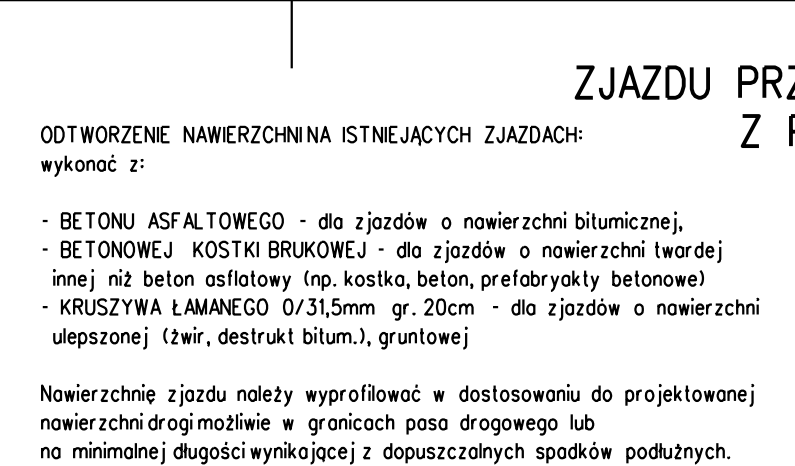 ZJAZDU PRZ
Z
ODTWORZENIE NAWIERZCHNI NA ISTNIEJĄCYCH ZJAZDACH:
wykonać z:
- BETONU ASFALTOWEGO - dla zjazdów o nawierzchni bitumicznej,
- BETONOWEJ KOSTKI BRUKOWEJ - dla zjazdów o nawierzchni twardej
innej niż beton asflatowy (np. kostka, beton, prefabryakty betonowe)
- KRUSZYWA ŁAMANEGO 0/31,5mm gr. 20cm - dla zjazdów o nawierzchni
ulepszonej (żwir, destrukt bitum.), gruntowej
Nawierzchnię zjazdu należy wyprofilować w dostosowaniu do projektowanej
nawierzchni drogi możliwie w granicach pasa drogowego lub
na minimalnej długości wynikającej z dopuszczalnych spadków podłużnych.